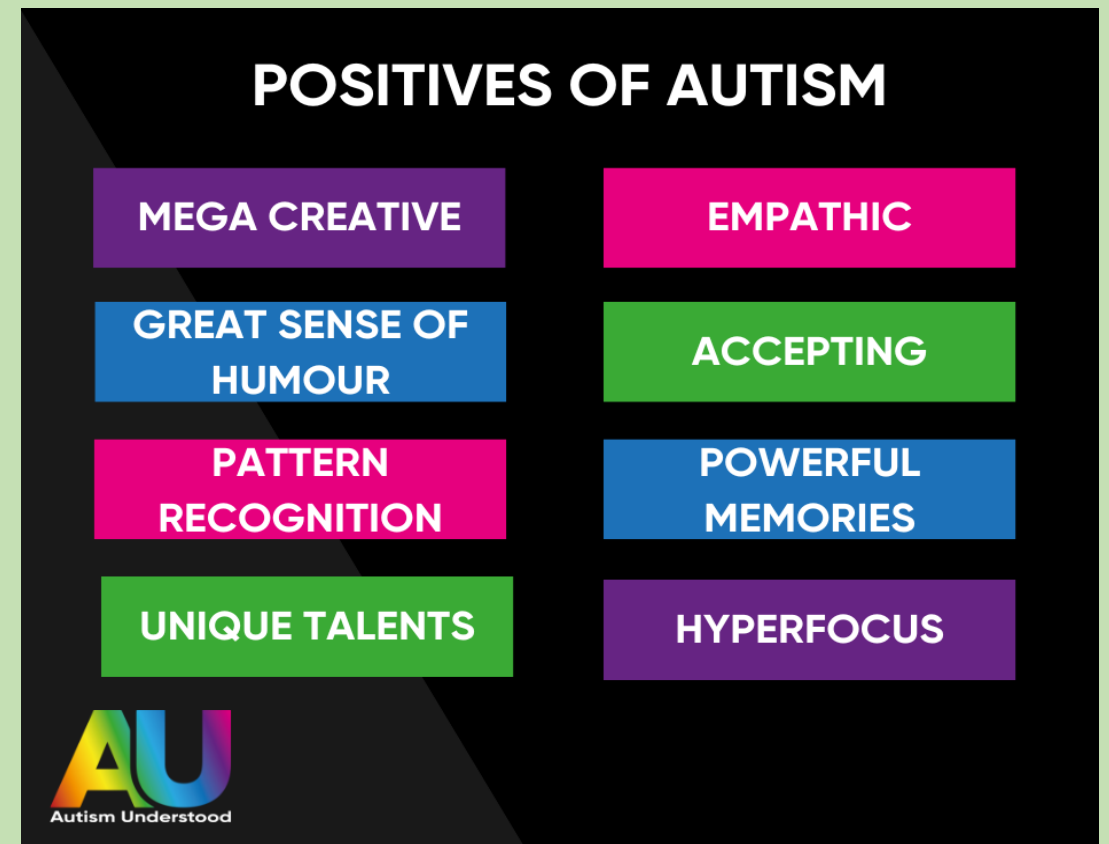 POSITIVES OF AUTISM
MEGA CREATIVE
EMPATHIC
GREAT SENSE OF
HUMOUR
ACCEPTING
PATTERN
RECOGNITION
POWERFUL
MEMORIES
UNIQUE TALENTS
HYPERFOCUS
AU
Autism Understood